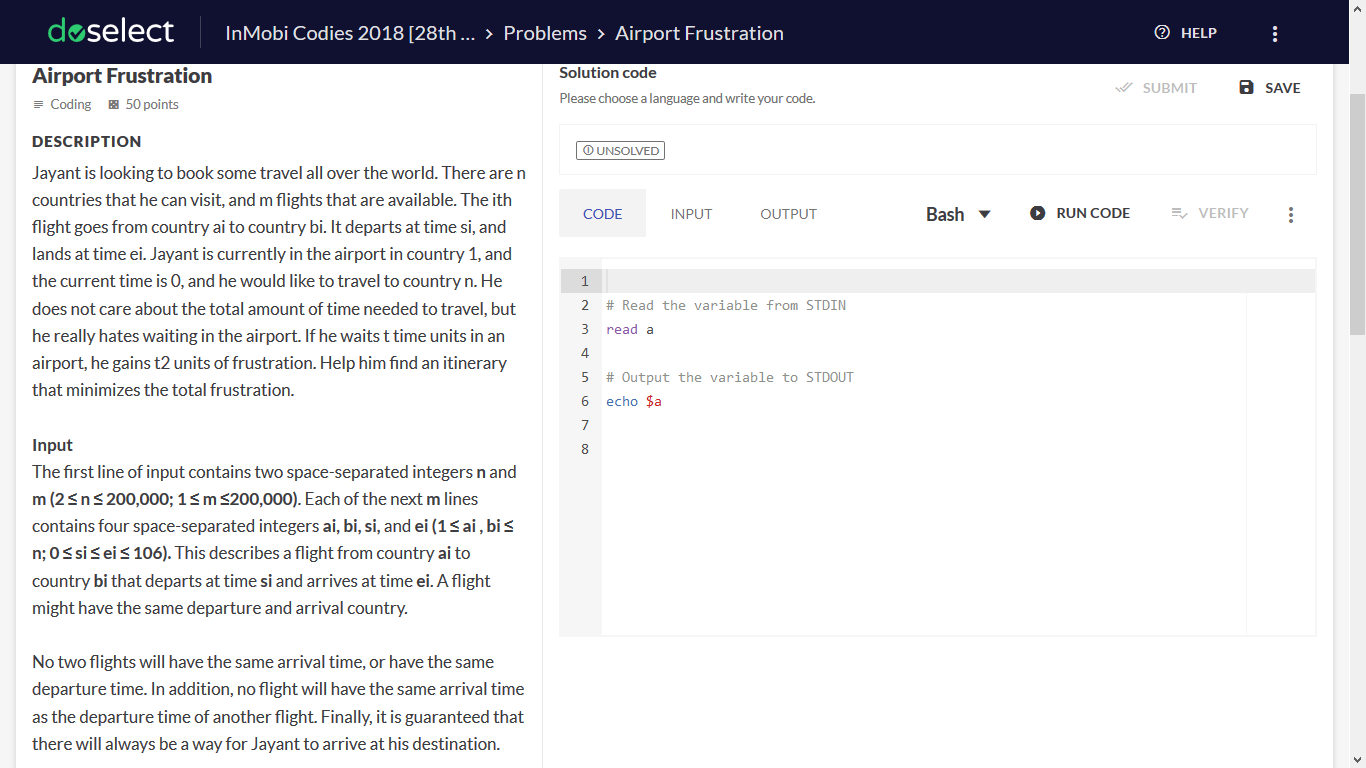 doselect InMobi Codies 2018 [28th ... > Problems > Airport Frustration HELP
Airport Frustration
Coding 50 points
DESCRIPTION
Jayant is looking to book some travel all over the world. There are n
countries that he can visit, and m flights that are available. The ith
flight goes from country ai to country bi. It departs at time si, and
lands at time ei. Jayant is currently in the airport in country 1, and
the current time is 0, and he would like to travel to country n. He
does not care about the total amount of time needed to travel, but
he really hates waiting in the airport. If he waits t time units in an
airport, he gains t2 units of frustration. Help him find an itinerary
that minimizes the total frustration.
Input
The first line of input contains two space-separated integers n and
m (2 ≤ n ≤ 200,000; 1 ≤ m ≤200,000). Each of the next m lines
contains four space-separated integers ai, bi, si, and ei (1 ≤ ai , bi ≤
n; 0 ≤ si ≤ ei ≤ 106). This describes a flight from country ai to
country bi that departs at time si and arrives at time ei. A flight
might have the same departure and arrival country.
No two flights will have the same arrival time, or have the same
departure time. In addition, no flight will have the same arrival time
as the departure time of another flight. Finally, it is guaranteed that
there will always be a way for Jayant to arrive at his destination.
Solution code
Please choose a language and write your code.
SUBMIT SAVE
UNSOLVED
CODE INPUT OUTPUT Bash RUN CODE VERIFY
1
2 # Read the variable from STDIN
3 read a
4
5 # Output the variable to STDOUT
6 echo $a
7
8